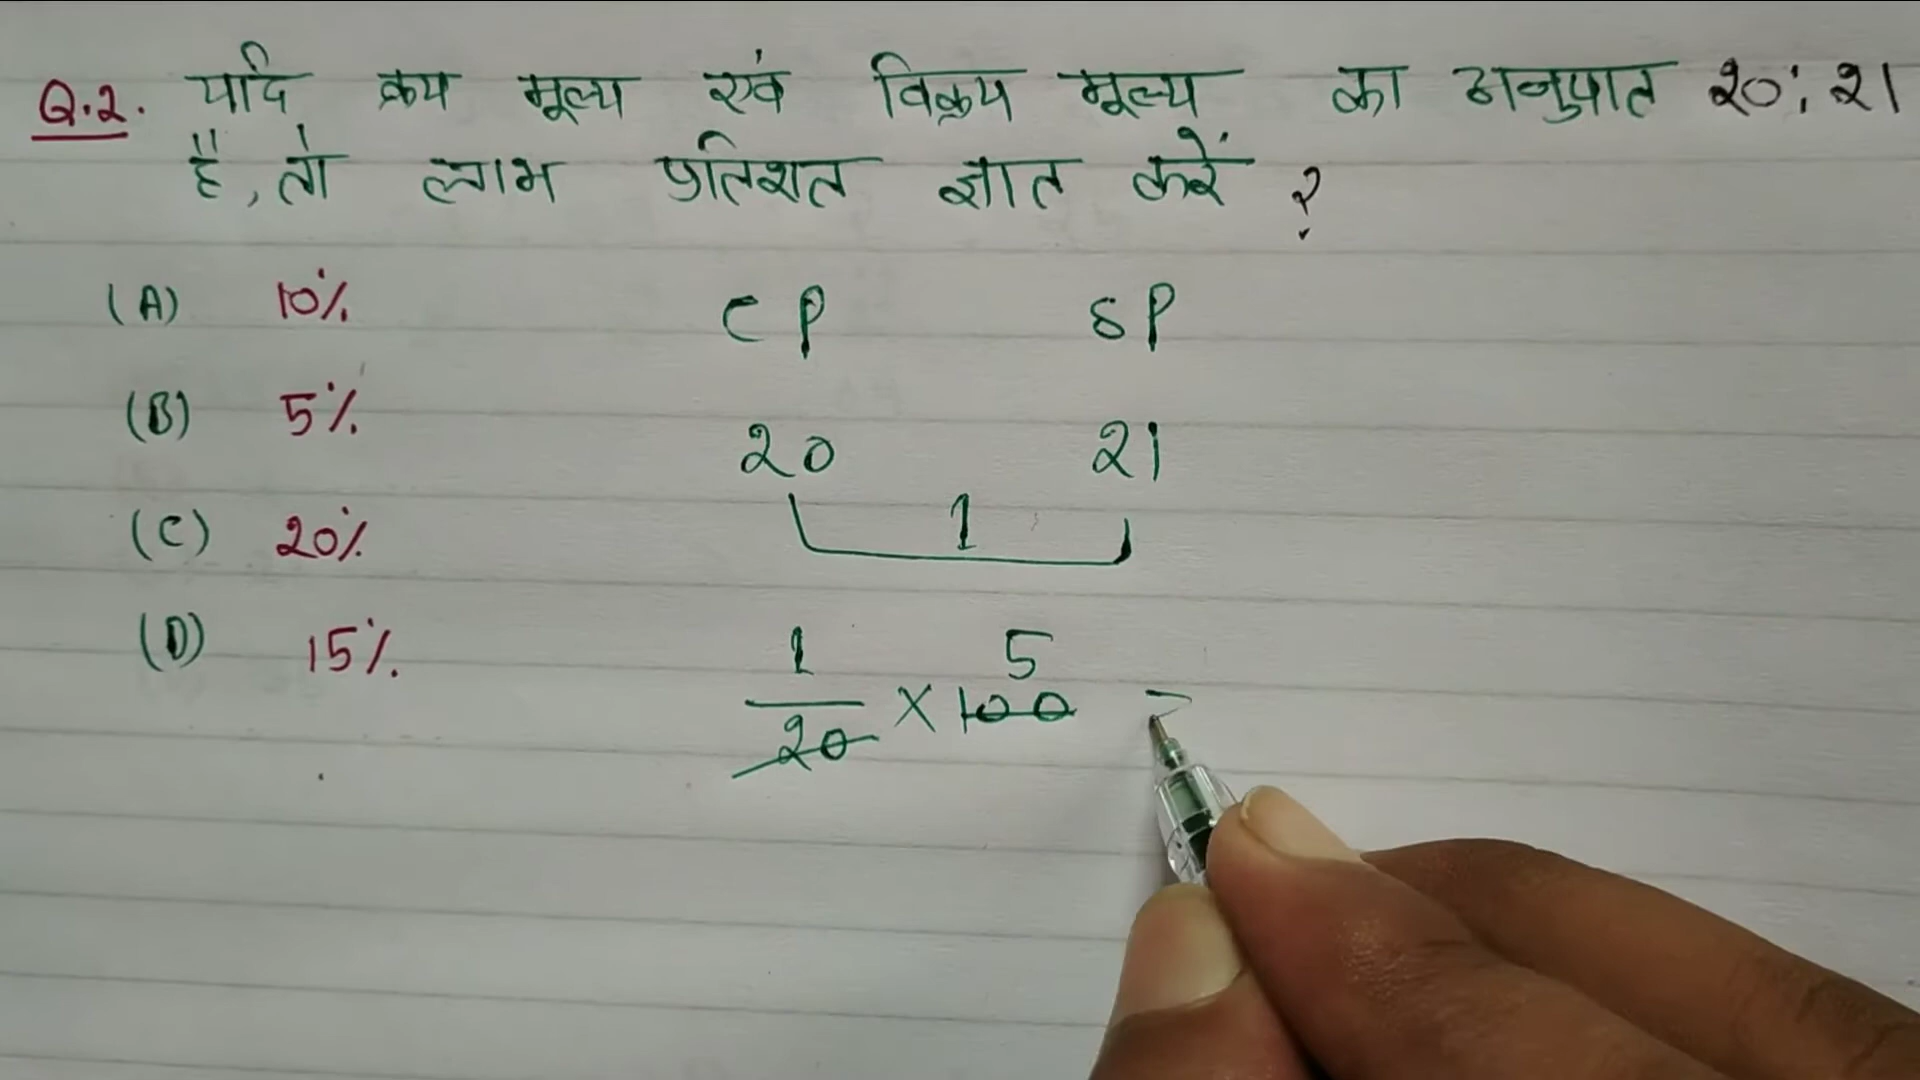 Q.2. यदि क्रय मूल्य एवं विक्रय मूल्य का अनुपात 20:21
है, तो लाभ प्रतिशत ज्ञात करें ?
(A) 10%
CP SP
(B) 5%
20 21
1
(C) 20%
(D) 15%
1 5
20 × 100 =